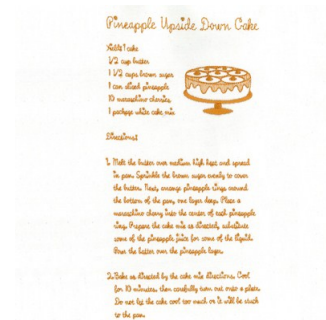 Pineapple Upside Down Cake
Yields 1 cake
1/2 cup butter
1 1/2 cups brown sugar
1 can sliced pineapple
10 maraschino cherries
1 package white cake mix
Directions:
1. Melt the butter over medium high heat and spread
in pan. Sprinkle the brown sugar evenly to cover
the butter. Next, arrange pineapple rings around
the bottom of the pan, one layer deep. Place a
maraschino cherry into the center of each pineapple
ring. Prepare the cake mix as directed, substitute
some of the pineapple juice for some of the liquid.
Pour the batter over the pineapple layer.
2. Bake as directed by the cake mix directions. Cool
for 10 minutes, then carefully turn out onto a plate.
Do not let the cake cool too much or it will be stuck
to the pan.